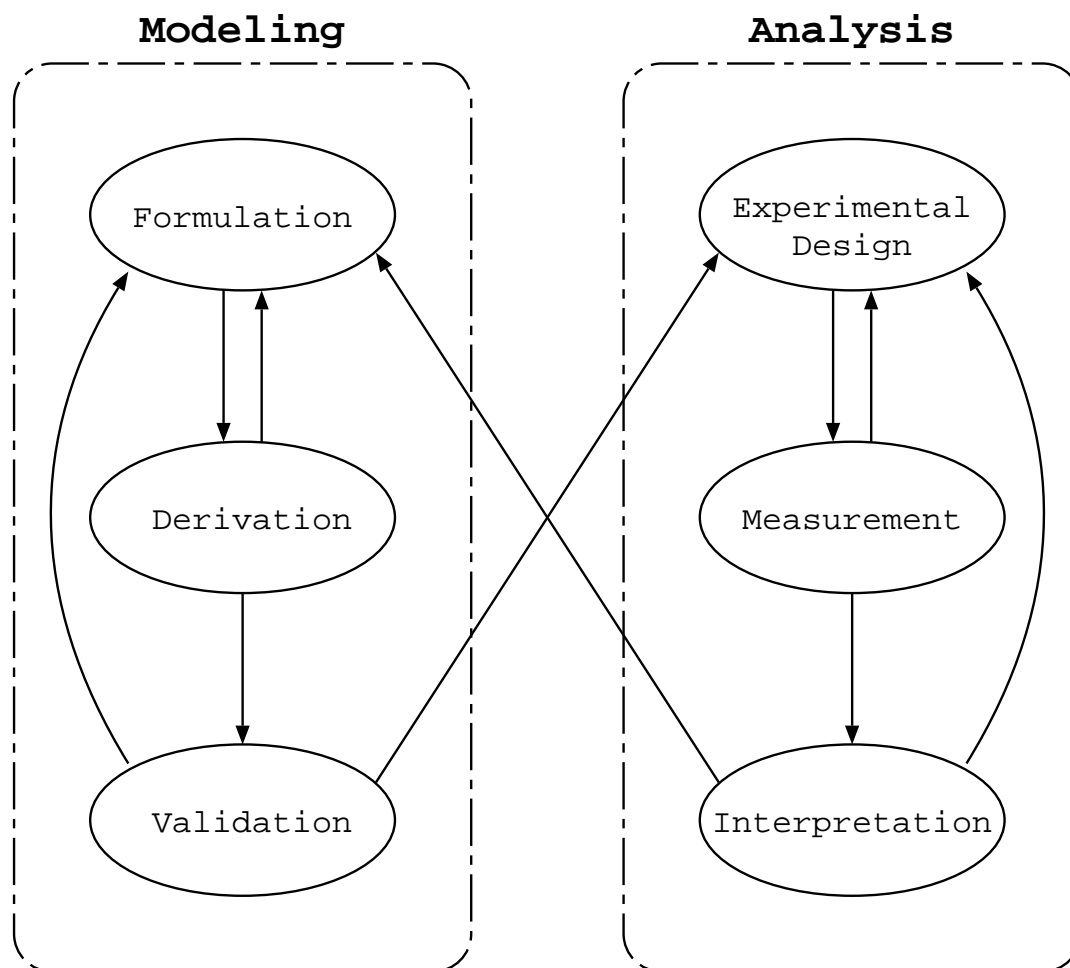 Modeling
Analysis
Formulation
Experimental
Design
Derivation
Measurement
Validation
Interpretation